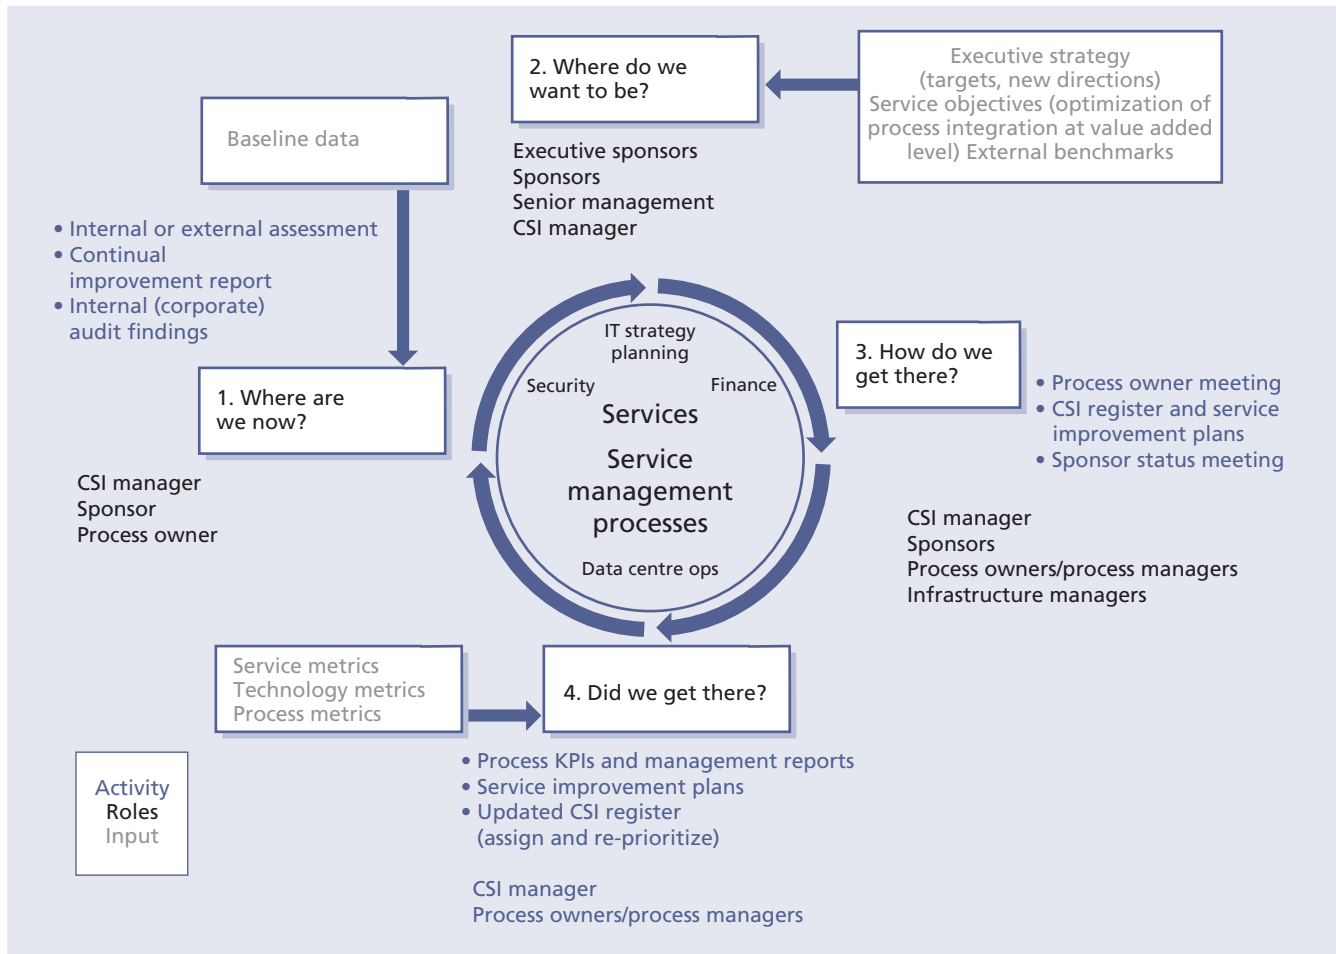 2. Where do we
want to be?
Executive strategy
(targets, new directions)
Service objectives (optimization of
process integration at value added
level) External benchmarks
Executive sponsors
Sponsors
Senior management
CSI manager
Baseline data
• Internal or external assessment
• Continual
improvement report
• Internal (corporate)
audit findings
1. Where are
we now?
CSI manager
Sponsor
Process owner
IT strategy
planning
Security
Finance
Services
Service
management
processes
Data centre ops
3. How do we
get there?
• Process owner meeting
• CSI register and service
improvement plans
• Sponsor status meeting
CSI manager
Sponsors
Process owners/process managers
Infrastructure managers
Service metrics
Technology metrics
Process metrics
4. Did we get there?
• Process KPIs and management reports
• Service improvement plans
• Updated CSI register
(assign and re-prioritize)
CSI manager
Process owners/process managers
Activity
Roles
Input